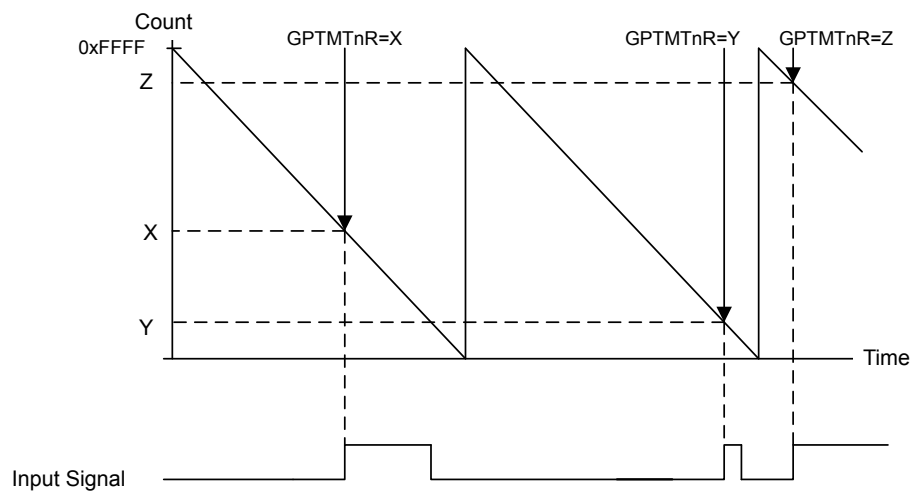 Count
0xFFFF
GPTMTnR=X
GPTMTnR=Y
GPTMTnR=Z
Z
X
Y
Time
Input Signal